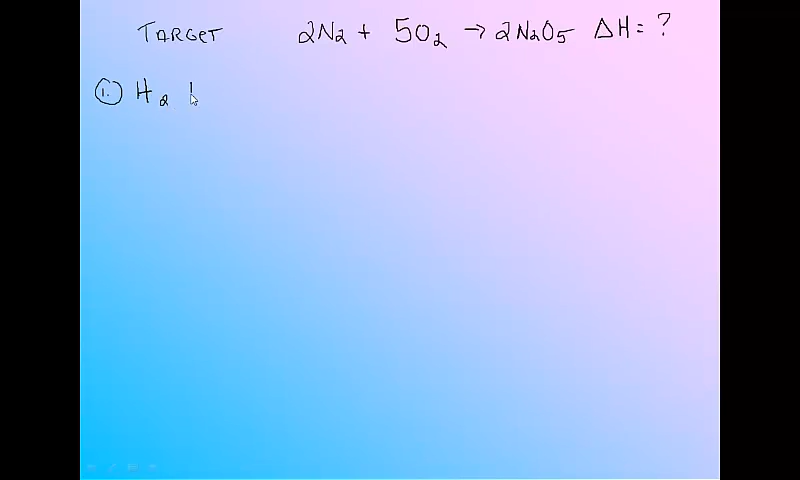 TARGET 2N₂ + 5O₂ → 2N₂O₅ ΔH = ?
①. H₂